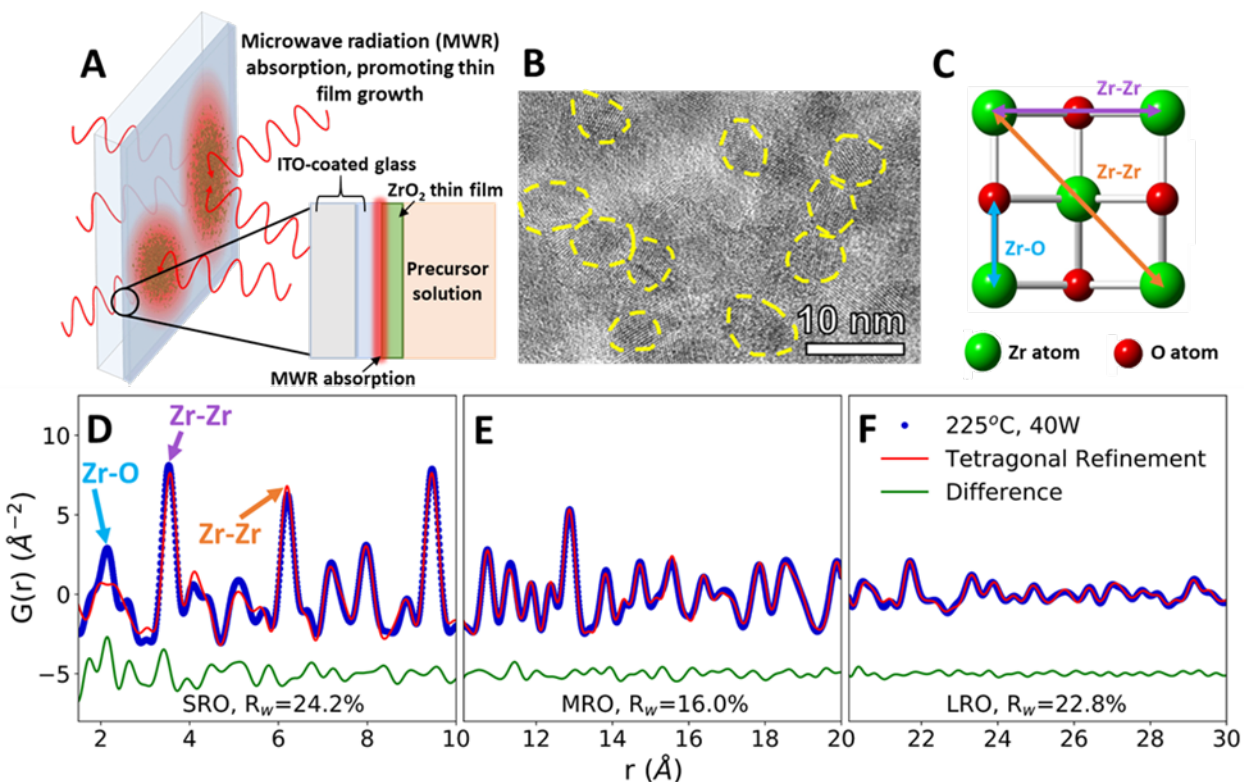 A
Microwave radiation (MWR)
absorption, promoting thin
film growth
ITO-coated glass
ZrO₂ thin film
Precursor
solution
MWR absorption
B
10 nm
C
Zr-Zr
Zr-Zr
Zr-O
Zr atom
O atom
D
Zr-Zr
Zr-O
Zr-Zr
SRO, R_w=24.2%
E
MRO, R_w=16.0%
F
225°C, 40W
Tetragonal Refinement
Difference
LRO, R_w=22.8%
G(r) (Å⁻²)
10
5
0
−5
2 4 6 8 10
12 14 16 18 20
22 24 26 28 30
r (Å)